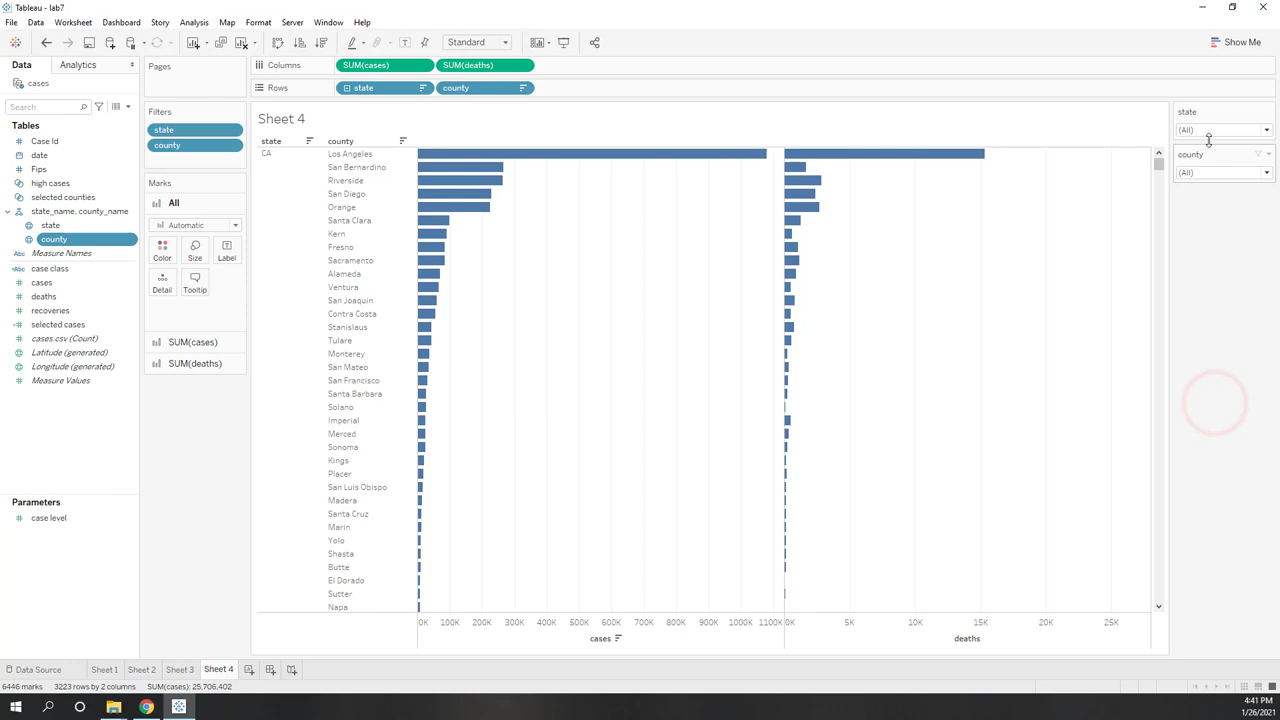 Tableau - lab7
File Data Worksheet Dashboard Story Analysis Map Format Server Window Help
Standard
Show Me
Data Analytics
cases
Search
Tables
Case Id
date
Fips
high cases
selected counties
state_name, county_name
state
county
Abc Measure Names
=Abc case class
cases
deaths
recoveries
selected cases
cases.csv (Count)
Latitude (generated)
Longitude (generated)
Measure Values
Parameters
case level
Pages
Filters
state
county
Marks
All
Automatic
Color Size Label
Detail Tooltip
SUM(cases)
SUM(deaths)
Columns SUM(cases) SUM(deaths)
Rows state county
Sheet 4
state county
CA Los Angeles
San Bernardino
Riverside
San Diego
Orange
Santa Clara
Kern
Fresno
Sacramento
Alameda
Ventura
San Joaquin
Contra Costa
Stanislaus
Tulare
Monterey
San Mateo
San Francisco
Santa Barbara
Solano
Imperial
Merced
Sonoma
Kings
Placer
San Luis Obispo
Madera
Santa Cruz
Marin
Yolo
Shasta
Butte
El Dorado
Sutter
Napa
0K 100K 200K 300K 400K 500K 600K 700K 800K 900K 1000K 1100K 0K 5K 10K 15K 20K 25K
cases deaths
state
(All)
county
(All)
Data Source Sheet 1 Sheet 2 Sheet 3 Sheet 4
6446 marks 3223 rows by 2 columns SUM(cases): 25,706,402
4:41 PM
1/26/2021